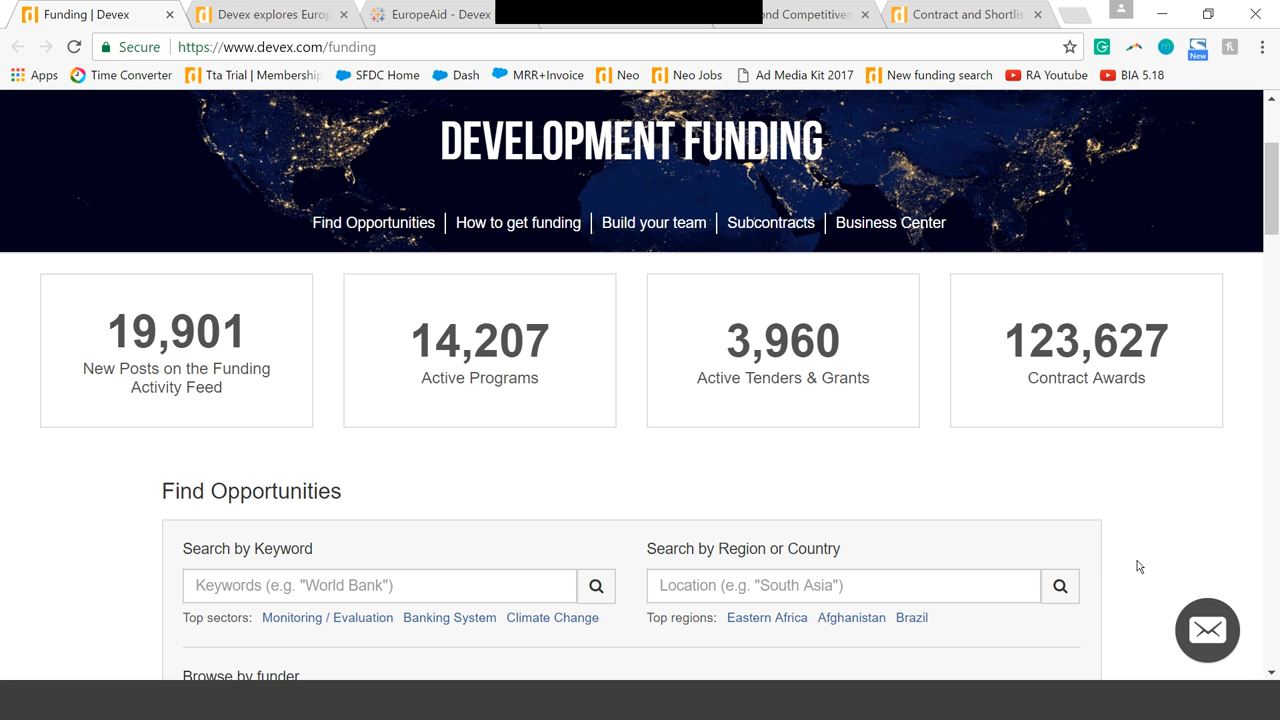 Funding | Devex
Devex explores Europ
EuropeAid - Devex
ond Competitiven
Contract and Shortlis
Secure
https://www.devex.com/funding
New
Apps
Time Converter
Tta Trial | Membership
SFDC Home
Dash
MRR+Invoice
Neo
Neo Jobs
Ad Media Kit 2017
New funding search
RA Youtube
BIA 5.18
DEVELOPMENT FUNDING
Find Opportunities
How to get funding
Build your team
Subcontracts
Business Center
19,901
New Posts on the Funding
Activity Feed
14,207
Active Programs
3,960
Active Tenders & Grants
123,627
Contract Awards
Find Opportunities
Search by Keyword
Keywords (e.g. "World Bank")
Top sectors: Monitoring / Evaluation Banking System Climate Change
Search by Region or Country
Location (e.g. "South Asia")
Top regions: Eastern Africa Afghanistan Brazil
Browse by funder